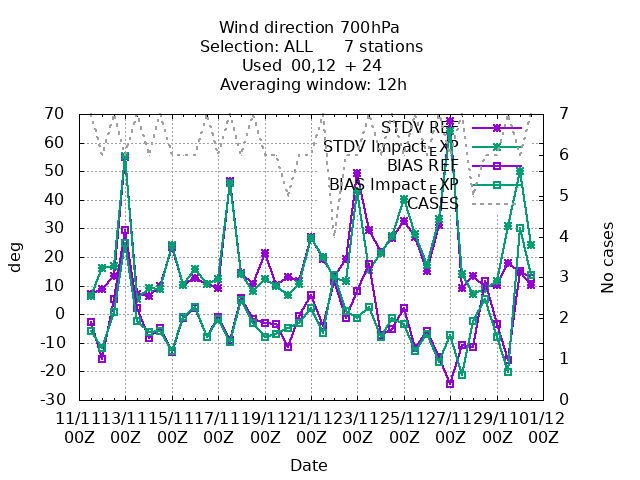 Wind direction 700hPa
Selection: ALL 7 stations
Used 00,12 + 24
Averaging window: 12h
STDV REF
STDV Impact_EXP
BIAS REF
BIAS Impact_EXP
CASES
deg
70
60
50
40
30
20
10
0
-10
-20
-30
No cases
7
6
5
4
3
2
1
0
11/11 13/11 15/11 17/11 19/11 21/11 23/11 25/11 27/11 29/11 01/12
00Z 00Z 00Z 00Z 00Z 00Z 00Z 00Z 00Z 00Z 00Z
Date